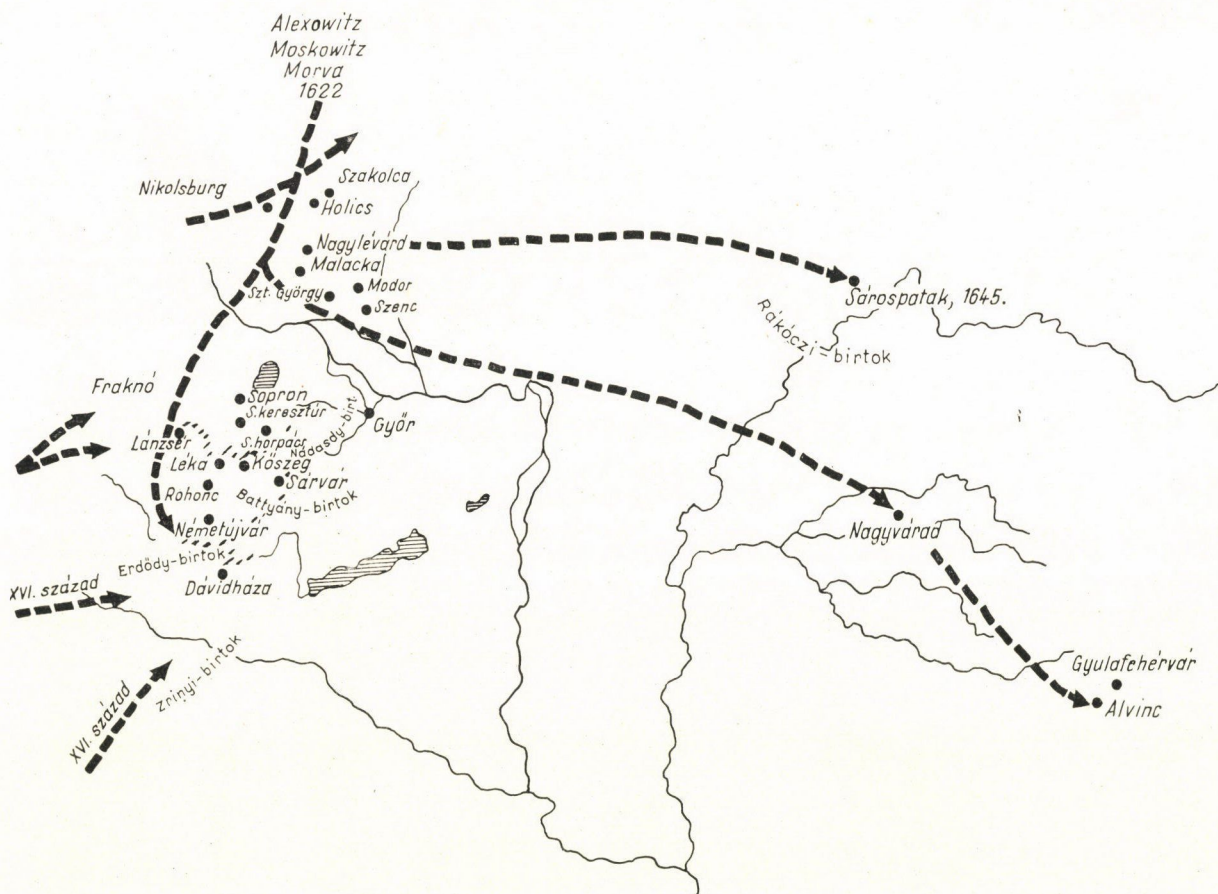 Alexowitz
Moskowitz
Morva
1622
Nikolsburg
Szakolca
Holics
Nagylévárd
Malacka
Szt. György
Modor
Szenc
Sárospatak, 1645.
Rákóczi-birtok
Fraknó
Sopron
S.keresztúr
Nádasdy-birt.
Győr
Lánzsér
S.horpács
Léka
Kőszeg
Sárvár
Rohonc
Battyány-birtok
Németújvár
Erdődy-birtok
Dávidháza
XVI. század
Zrínyi-birtok
XVI. század
Nagyvárad
Gyulafehérvár
Alvinc